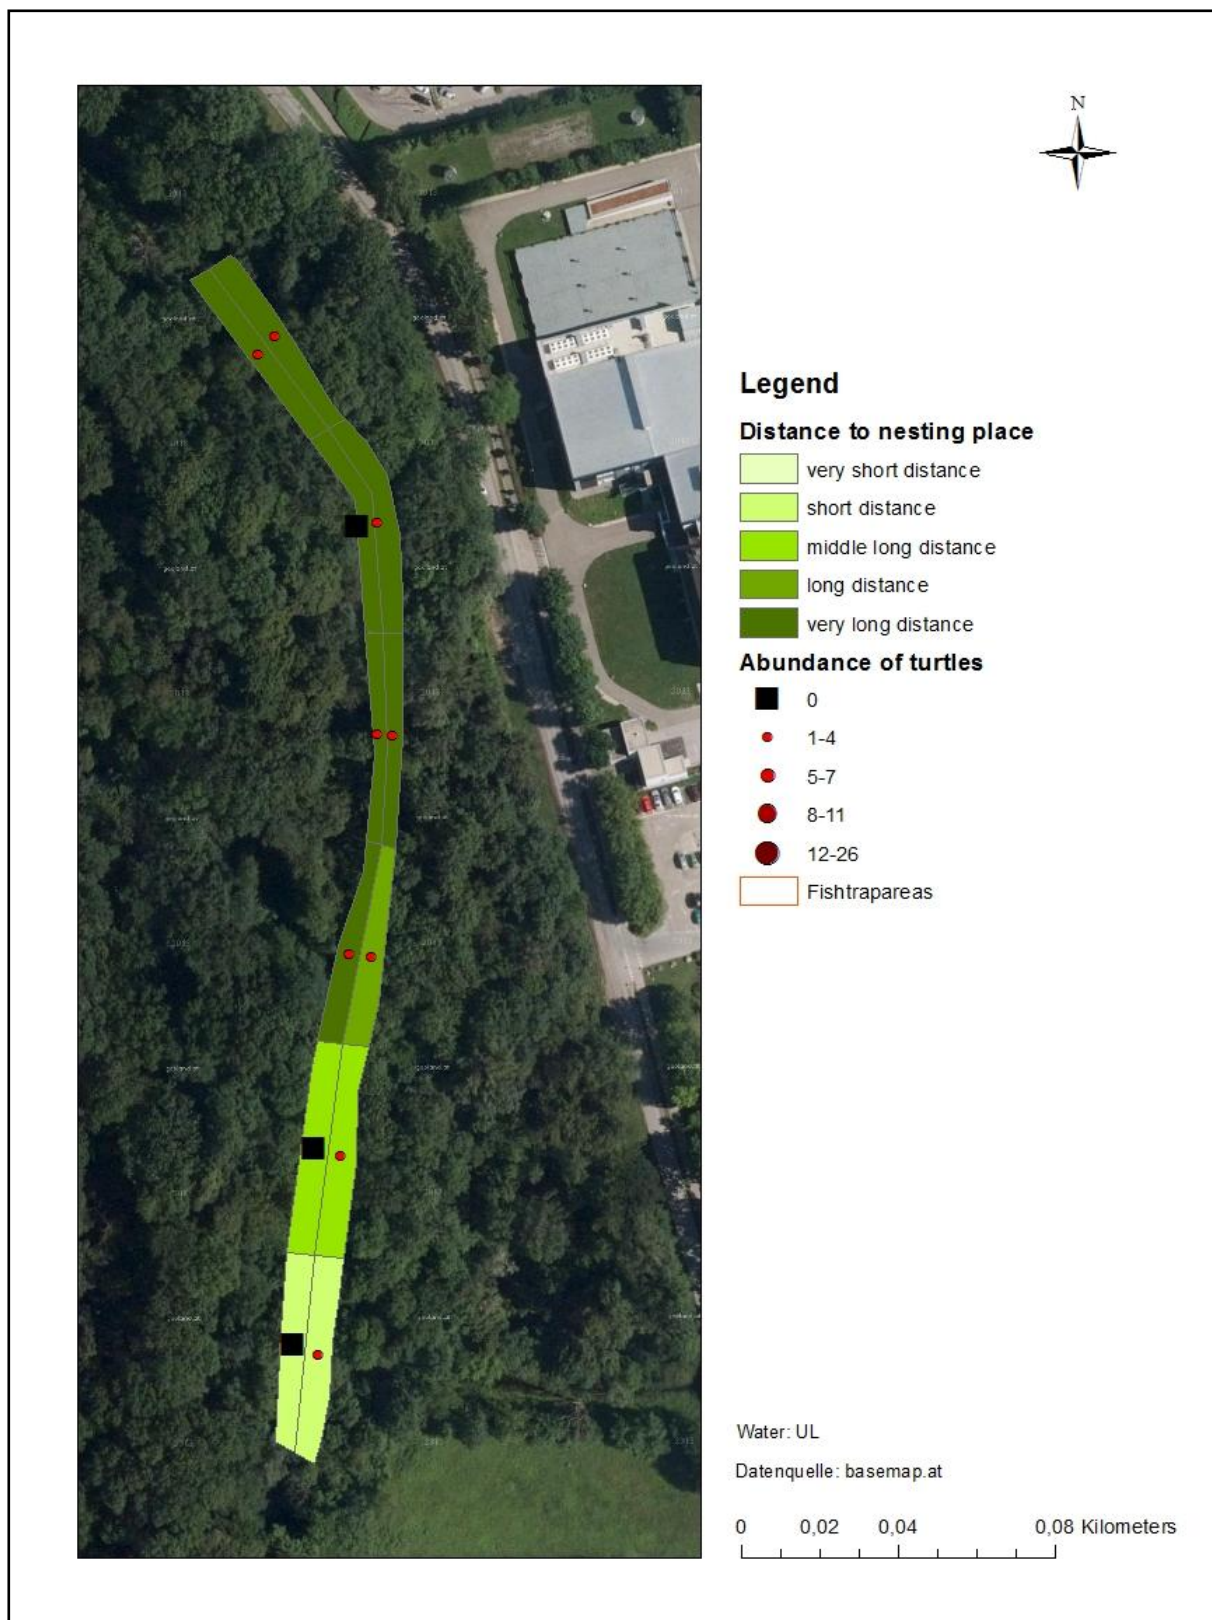 N
Legend
Distance to nesting place
very short distance
short distance
middle long distance
long distance
very long distance
Abundance of turtles
0
1-4
5-7
8-11
12-26
Fishtrapareas
Water: UL
Datenquelle: basemap.at
0 0,02 0,04 0,08 Kilometers